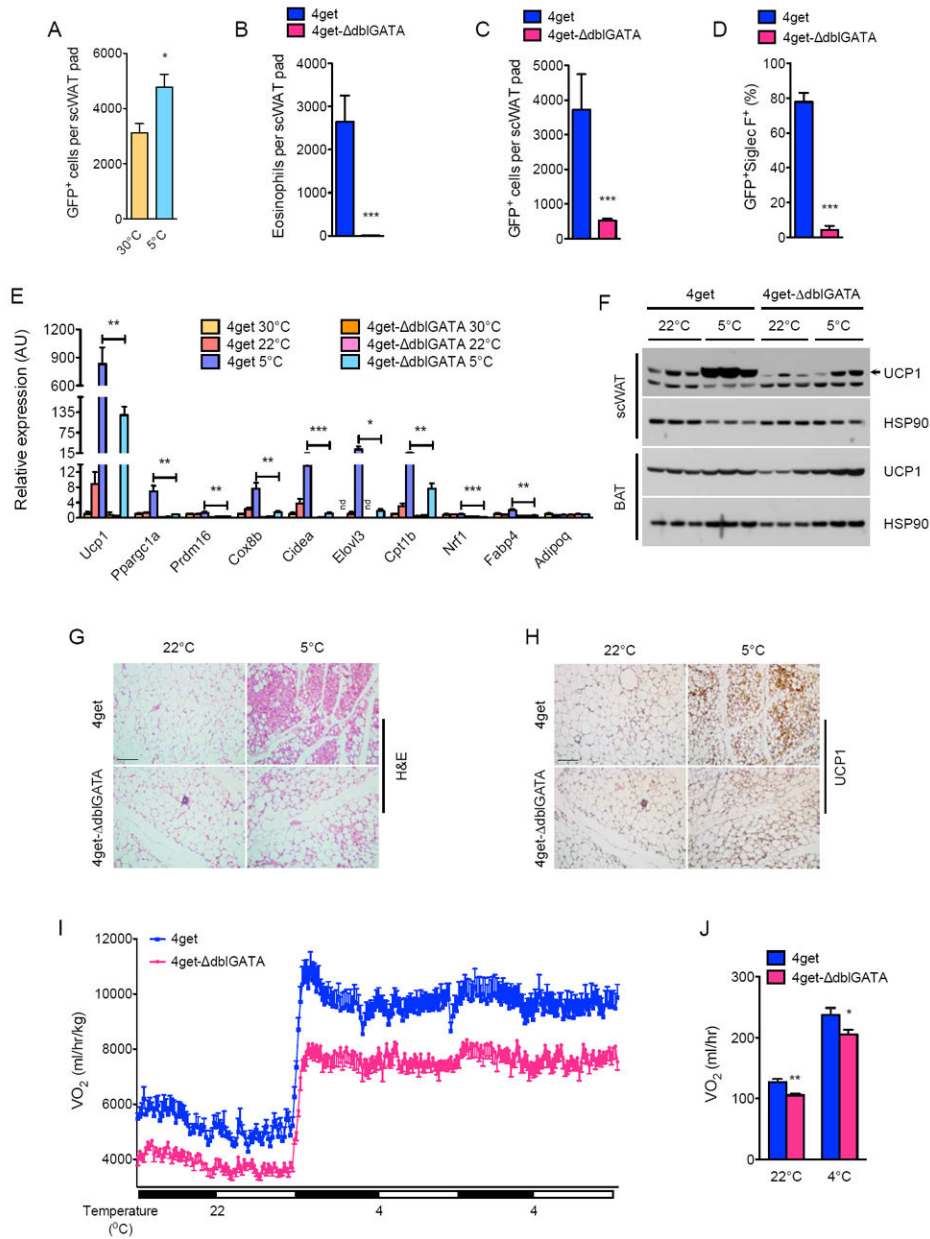 A
GFP+ cells per scWAT pad
6000
4000
2000
0
*
30°C
5°C
B
4get
4get-ΔdblGATA
Eosinophils per scWAT pad
4000
3000
2000
1000
0
***
C
4get
4get-ΔdblGATA
GFP+ cells per scWAT pad
5000
4000
3000
2000
1000
0
***
D
4get
4get-ΔdblGATA
GFP+Siglec F+ (%)
100
80
60
40
20
0
***
E
Relative expression (AU)
1200
1000
800
600
135
75
15
12
8
4
0
4get 30°C
4get 22°C
4get 5°C
4get-ΔdblGATA 30°C
4get-ΔdblGATA 22°C
4get-ΔdblGATA 5°C
**
**
**
**
***
nd
*
nd
**
***
**
Ucp1
Ppargc1a
Prdm16
Cox8b
Cidea
Elovl3
Cpt1b
Nrf1
Fabp4
Adipoq
F
4get
4get-ΔdblGATA
22°C
5°C
22°C
5°C
scWAT
UCP1
HSP90
BAT
UCP1
HSP90
G
22°C
5°C
4get
4get-ΔdblGATA
H&E
H
22°C
5°C
4get
4get-ΔdblGATA
UCP1
I
4get
4get-ΔdblGATA
VO2 (ml/hr/kg)
12000
10000
8000
6000
4000
Temperature
(°C)
22
4
4
J
4get
4get-ΔdblGATA
VO2 (ml/hr)
300
200
100
0
**
*
22°C
4°C